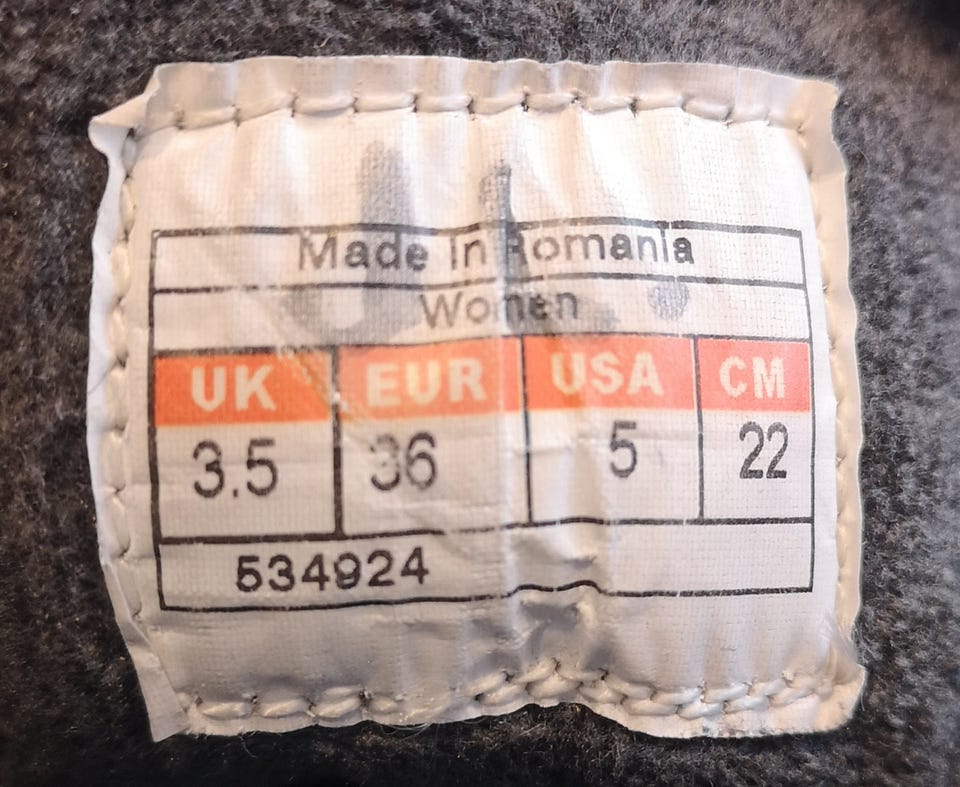 Made In Romania
Women
UK EUR USA CM
3.5 36 5 22
534924